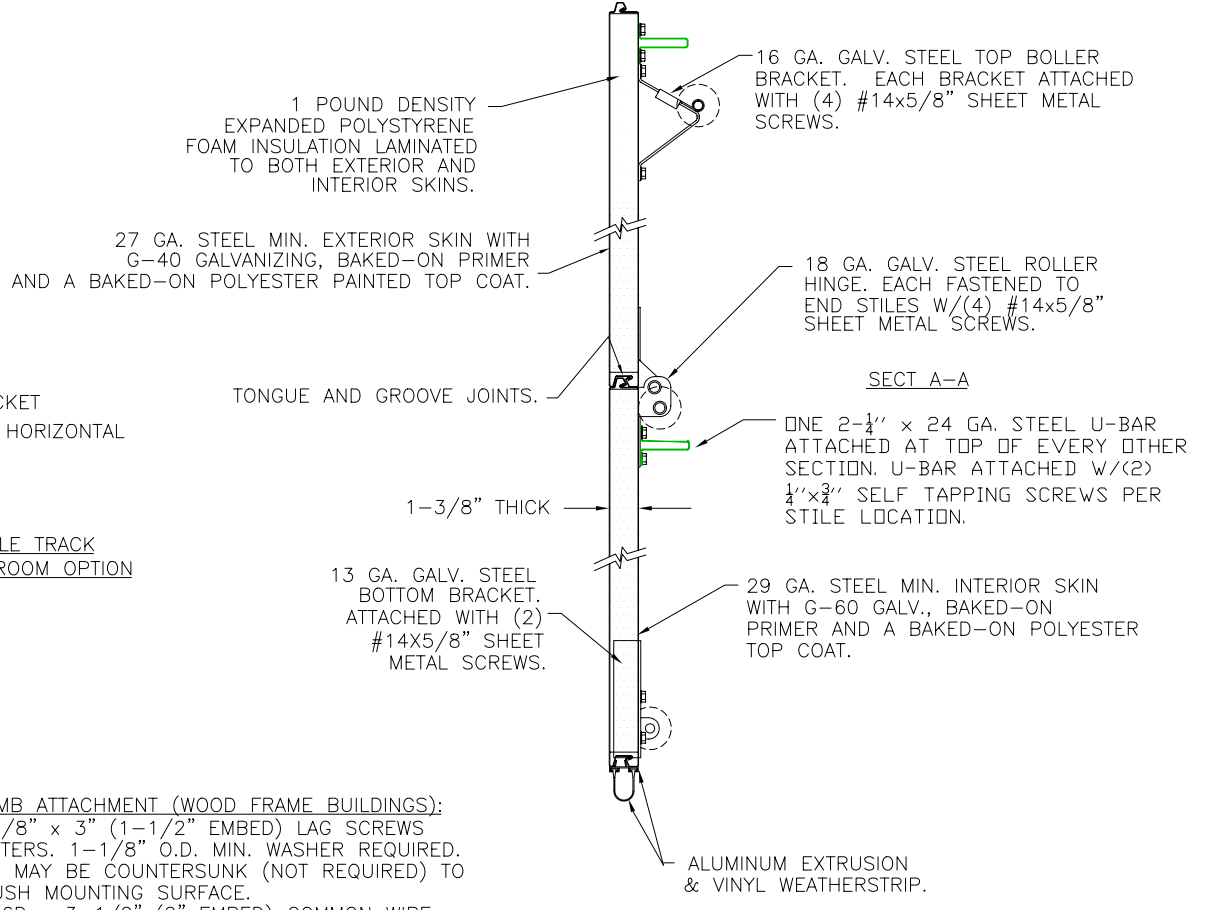 16 GA. GALV. STEEL TOP BOLLER
BRACKET. EACH BRACKET ATTACHED
WITH (4) #14x5/8" SHEET METAL
SCREWS.
1 POUND DENSITY
EXPANDED POLYSTYRENE
FOAM INSULATION LAMINATED
TO BOTH EXTERIOR AND
INTERIOR SKINS.
27 GA. STEEL MIN. EXTERIOR SKIN WITH
G-40 GALVANIZING, BAKED-ON PRIMER
AND A BAKED-ON POLYESTER PAINTED TOP COAT.
18 GA. GALV. STEEL ROLLER
HINGE. EACH FASTENED TO
END STILES W/(4) #14x5/8"
SHEET METAL SCREWS.
SECT A-A
TONGUE AND GROOVE JOINTS.
CKET
HORIZONTAL
ONE 2-1/4" x 24 GA. STEEL U-BAR
ATTACHED AT TOP OF EVERY OTHER
SECTION. U-BAR ATTACHED W/(2)
1/4"x3/4" SELF TAPPING SCREWS PER
STILE LOCATION.
1-3/8" THICK
LE TRACK
ROOM OPTION
13 GA. GALV. STEEL
BOTTOM BRACKET.
ATTACHED WITH (2)
#14X5/8" SHEET
METAL SCREWS.
29 GA. STEEL MIN. INTERIOR SKIN
WITH G-60 GALV., BAKED-ON
PRIMER AND A BAKED-ON POLYESTER
TOP COAT.
MB ATTACHMENT (WOOD FRAME BUILDINGS):
/8" x 3" (1-1/2" EMBED) LAG SCREWS
TERS. 1-1/8" O.D. MIN. WASHER REQUIRED.
MAY BE COUNTERSUNK (NOT REQUIRED) TO
USH MOUNTING SURFACE.
ALUMINUM EXTRUSION
& VINYL WEATHERSTRIP.